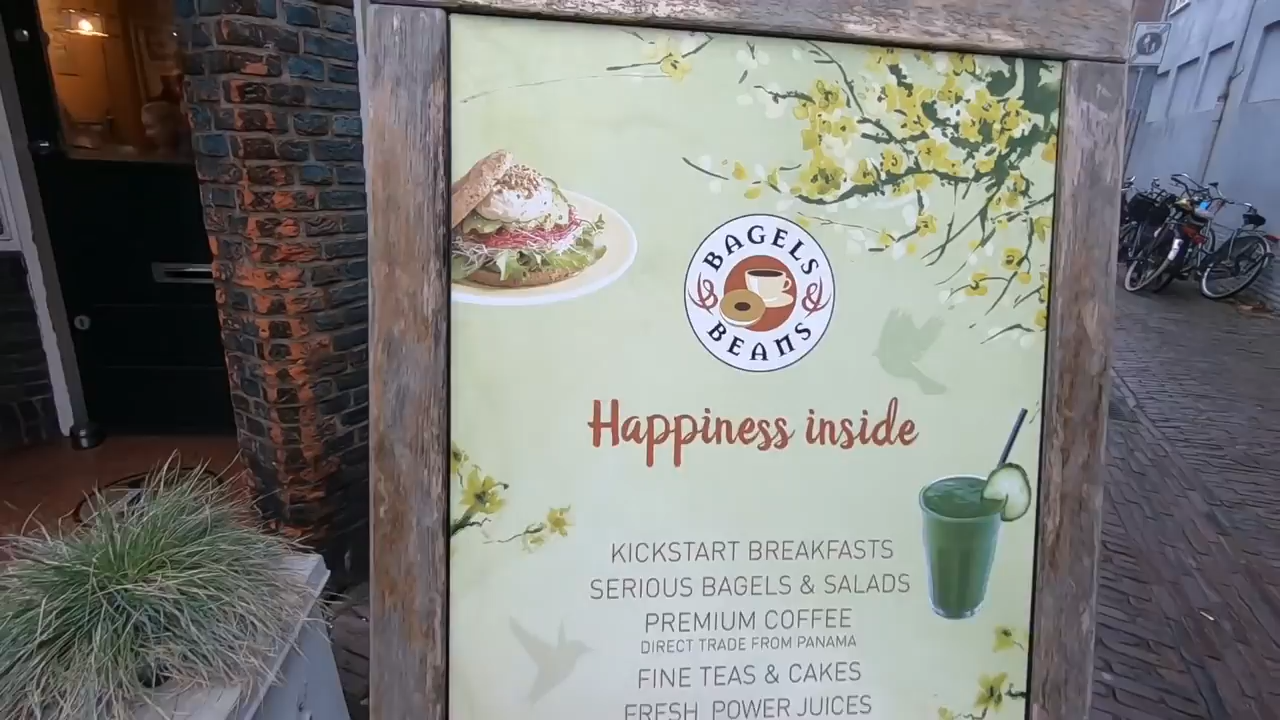 BAGELS
&
&
BEANS
Happiness inside
KICKSTART BREAKFASTS
SERIOUS BAGELS & SALADS
PREMIUM COFFEE
DIRECT TRADE FROM PANAMA
FINE TEAS & CAKES
FRESH POWER JUICES